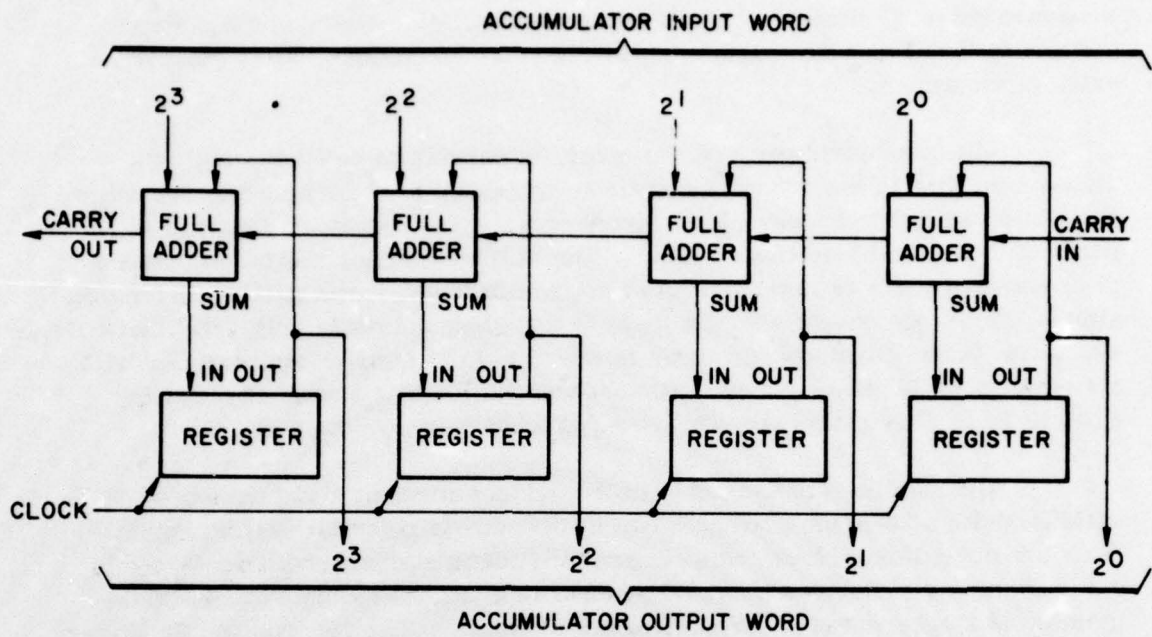 ACCUMULATOR INPUT WORD
2³ 2² 2¹ 2⁰
CARRY OUT
FULL ADDER
FULL ADDER
FULL ADDER
FULL ADDER
CARRY IN
SUM SUM SUM SUM
IN OUT IN OUT IN OUT IN OUT
REGISTER REGISTER REGISTER REGISTER
CLOCK
2³ 2² 2¹ 2⁰
ACCUMULATOR OUTPUT WORD